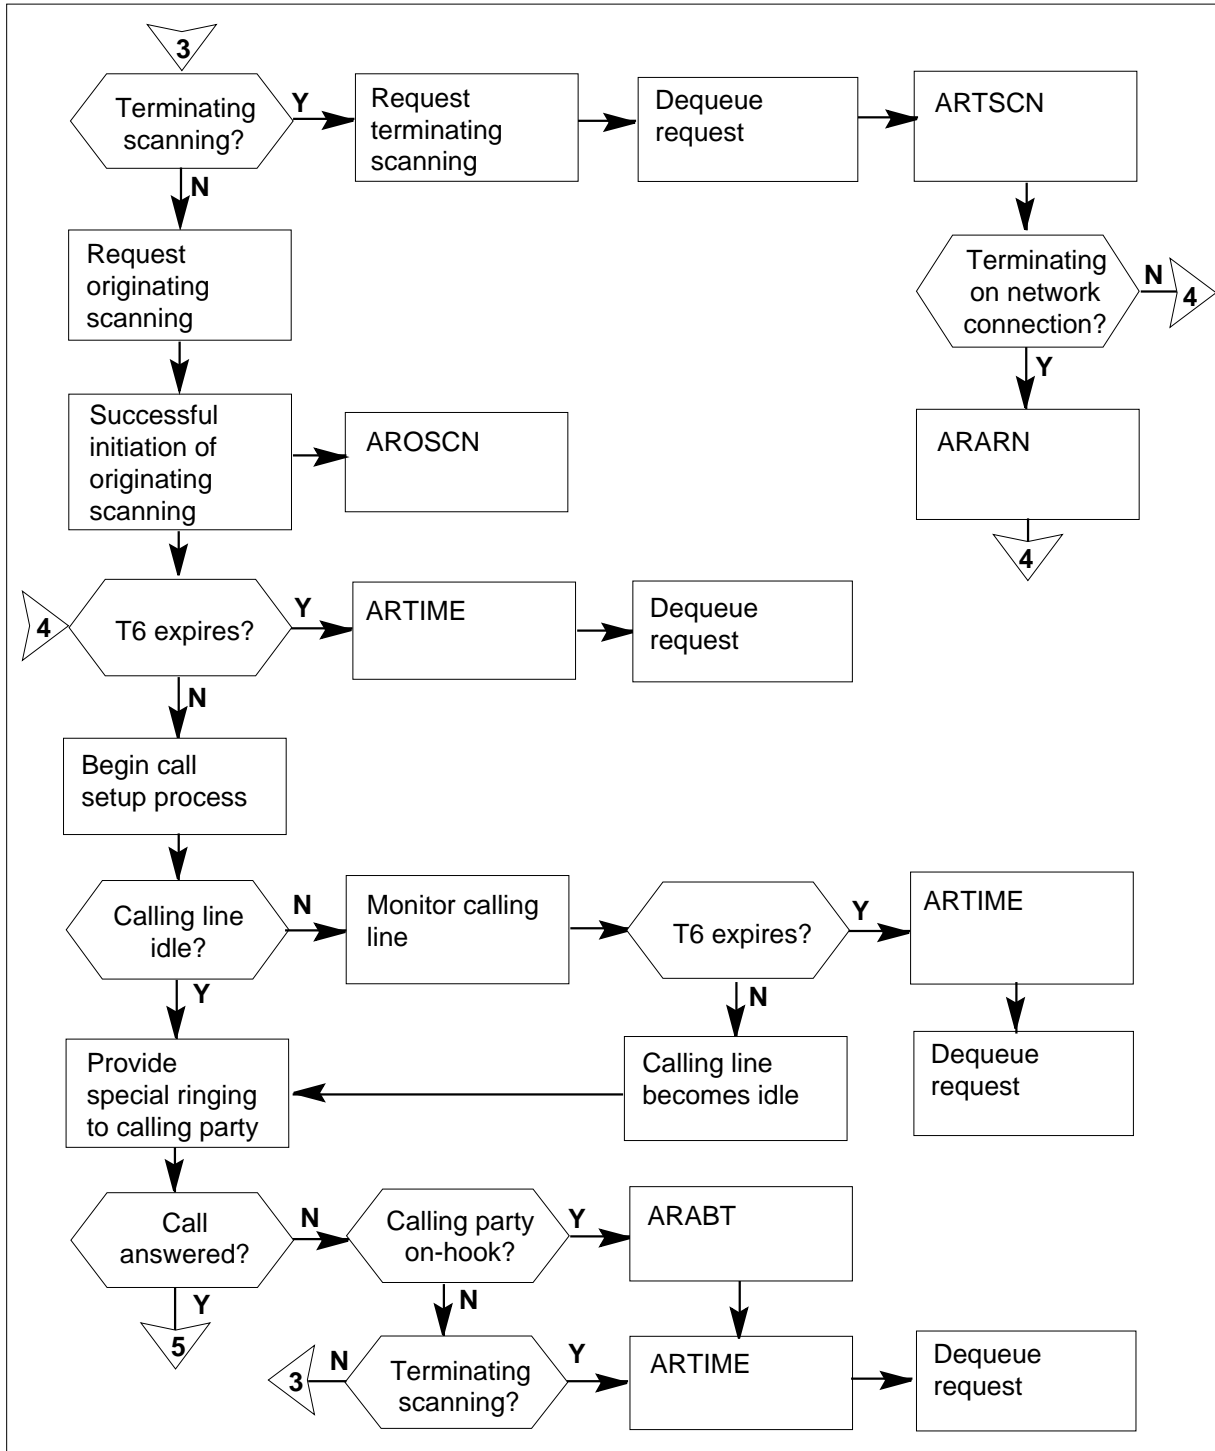 3
Terminating
scanning?
Y
Request
terminating
scanning
Dequeue
request
ARTSCN
N
Request
originating
scanning
Terminating
on network
connection?
N
4
Y
Successful
initiation of
originating
scanning
AROSCN
ARARN
4
4
T6 expires?
Y
ARTIME
Dequeue
request
N
Begin call
setup process
Calling line
idle?
N
Monitor calling
line
T6 expires?
Y
ARTIME
Y
N
Provide
special ringing
to calling party
Calling line
becomes idle
Dequeue
request
Call
answered?
N
Calling party
on-hook?
Y
ARABT
Y
5
N
3
N
Terminating
scanning?
Y
ARTIME
Dequeue
request